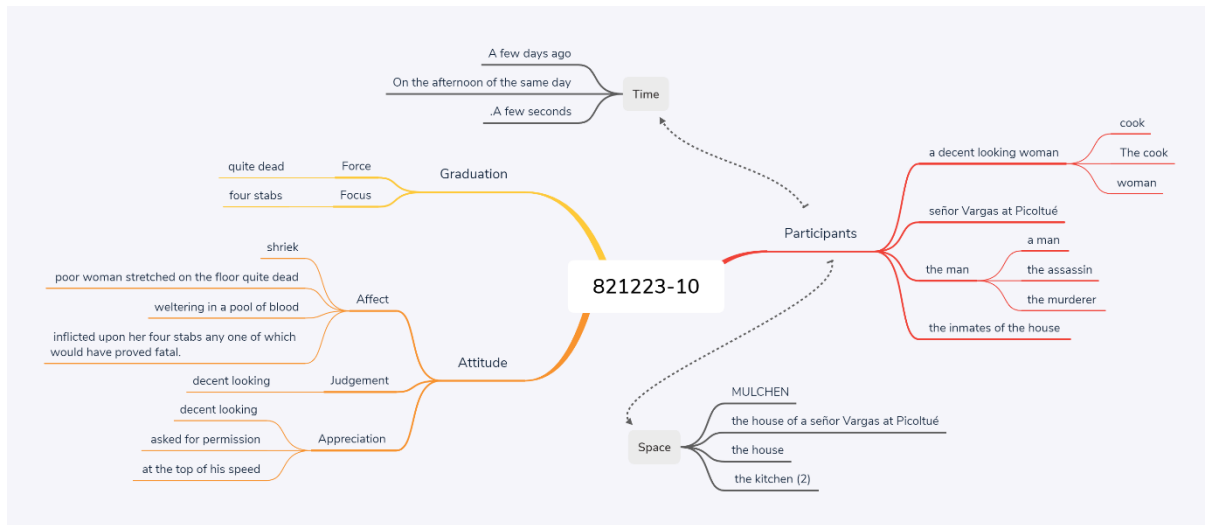 A few days ago
On the afternoon of the same day
.A few seconds
Time
quite dead
Force
four stabs
Focus
Graduation
shriek
poor woman stretched on the floor quite dead
weltering in a pool of blood
inflicted upon her four stabs any one of which
would have proved fatal.
Affect
decent looking
Judgement
decent looking
asked for permission
at the top of his speed
Appreciation
Attitude
821223-10
Participants
a decent looking woman
cook
The cook
woman
señor Vargas at Picoltué
the man
a man
the assassin
the murderer
the inmates of the house
Space
MULCHEN
the house of a señor Vargas at Picoltué
the house
the kitchen (2)